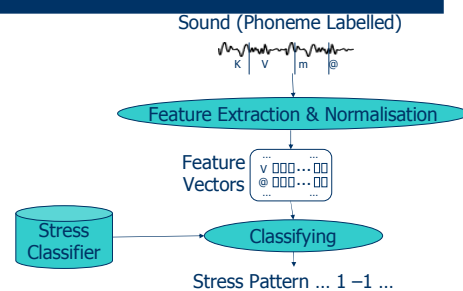 Sound (Phoneme Labelled)
K V m @
Feature Extraction & Normalisation
Feature
Vectors
... ...
V □□□...□□
@ □□□...□□
... ...
Stress
Classifier
Classifying
Stress Pattern ... 1 –1 ...